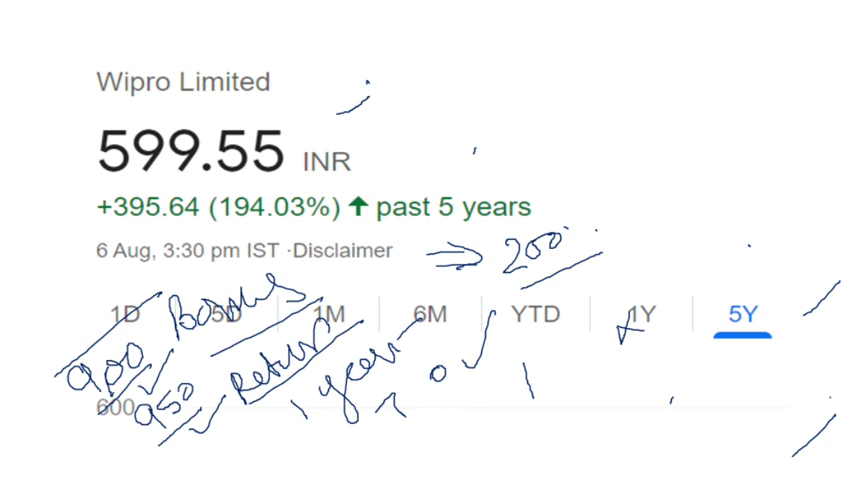 Wipro Limited
599.55 INR
+395.64 (194.03%) ↑ past 5 years
6 Aug, 3:30 pm IST ·Disclaimer ⇒ 200
1D 5D 1M 6M YTD 1Y 5Y
900 Bonus
950 Return 1 year
600